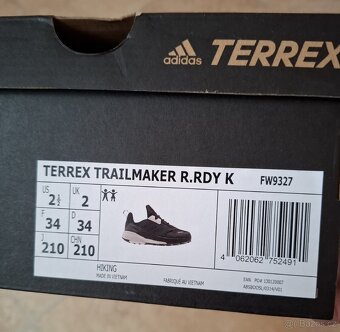 adidas TERREX
TERREX TRAILMAKER R.RDY K FW9327
US 2½ UK 2
F 34 D 34
J 210 CHN 210
HIKING
MADE IN VIETNAM
FABRIQUÉ AU VIETNAM
4 062062 752491